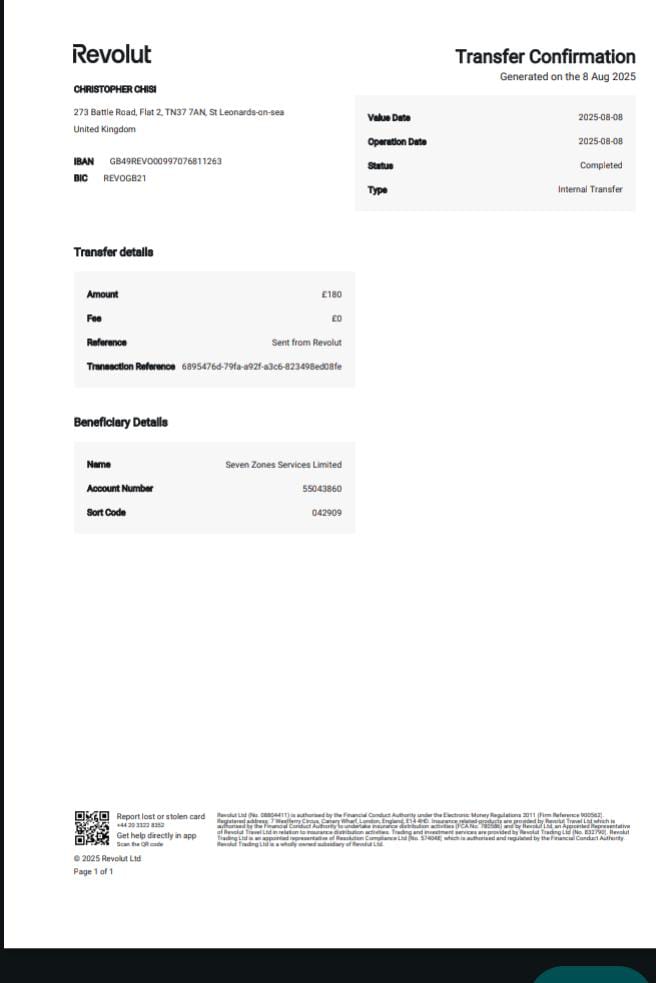 Revolut
Transfer Confirmation
Generated on the 8 Aug 2025
CHRISTOPHER CHISI
273 Battle Road, Flat 2, TN37 7AN, St Leonards-on-sea
United Kingdom
IBAN GB49REVO00997076811263
BIC REVOGB21
Value Date 2025-08-08
Operation Date 2025-08-08
Status Completed
Type Internal Transfer
Transfer details
Amount £180
Fee £0
Reference Sent from Revolut
Transaction Reference 6895476d-79fa-a92f-a3c6-823498ed08fe
Beneficiary Details
Name Seven Zones Services Limited
Account Number 55043860
Sort Code 042909
Report lost or stolen card
+44 20 3322 8352
Get help directly in app
Scan the QR code
Revolut Ltd (No. 08804411) is authorised by the Financial Conduct Authority under the Electronic Money Regulations 2011 (Firm Reference 900562).
Registered address: 7 Westferry Circus, Canary Wharf, London, England, E14 4HD. Insurance related-products are provided by Revolut Travel Ltd which is
authorised by the Financial Conduct Authority to undertake insurance distribution activities (FCA No: 780586) and by Revolut Ltd, an Appointed Representative
of Revolut Travel Ltd in relation to insurance distribution activities. Trading and investment services are provided by Revolut Trading Ltd (No. 832790). Revolut
Trading Ltd is an appointed representative of Resolution Compliance Ltd (No. 574048) which is authorised and regulated by the Financial Conduct Authority.
Revolut Trading Ltd is a wholly owned subsidiary of Revolut Ltd.
© 2025 Revolut Ltd
Page 1 of 1